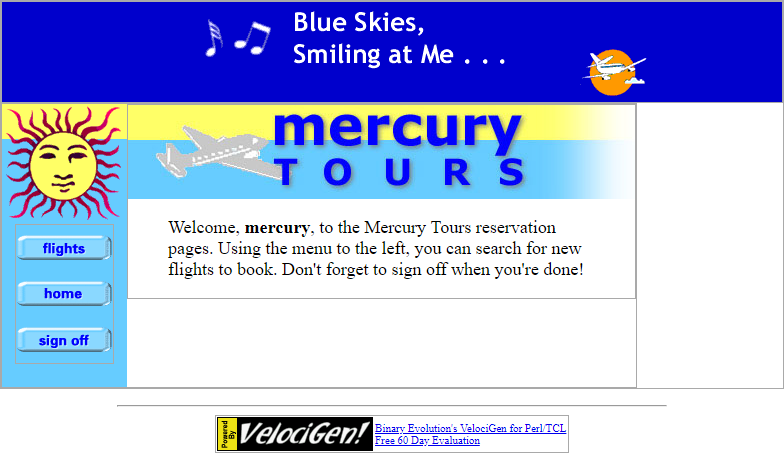 Blue Skies,
Smiling at Me . . .
mercury
TOURS
flights
home
sign off
Welcome, mercury, to the Mercury Tours reservation
pages. Using the menu to the left, you can search for new
flights to book. Don't forget to sign off when you're done!
Powered
By
VelociGen!
Binary Evolution's VelociGen for Perl/TCL
Free 60 Day Evaluation